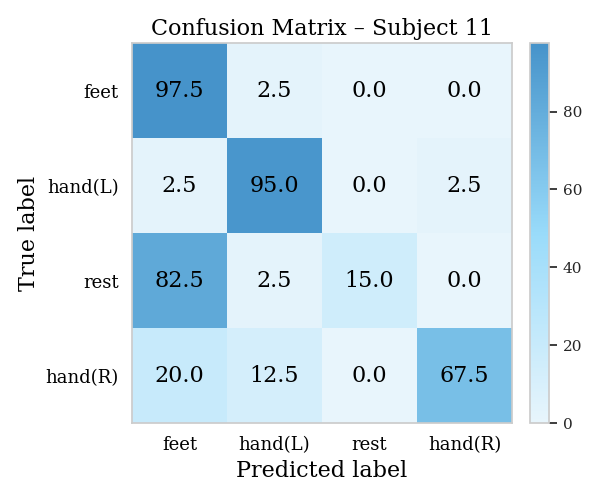 Confusion Matrix – Subject 11
feet 97.5 2.5 0.0 0.0
hand(L) 2.5 95.0 0.0 2.5
rest 82.5 2.5 15.0 0.0
hand(R) 20.0 12.5 0.0 67.5
feet hand(L) rest hand(R)
Predicted label
True label
80
60
40
20
0